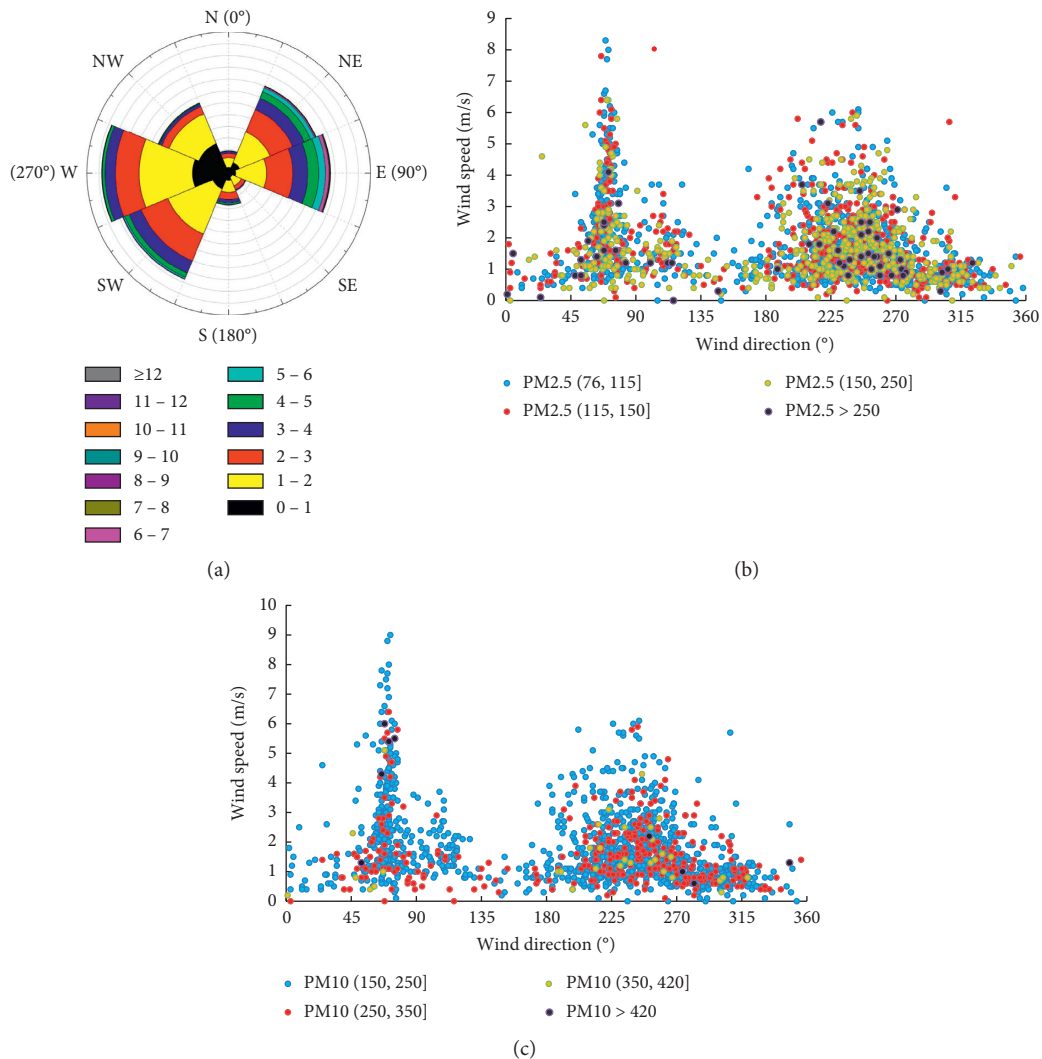 N (0°)
NW
NE
(270°) W
E (90°)
SW
SE
S (180°)
≥12
5 – 6
11 – 12
4 – 5
10 – 11
3 – 4
9 – 10
2 – 3
8 – 9
1 – 2
7 – 8
0 – 1
6 – 7
(a)
9
8
7
6
5
4
3
2
1
0
Wind speed (m/s)
0 45 90 135 180 225 270 315 360
Wind direction (°)
PM2.5 (76, 115]
PM2.5 (150, 250]
PM2.5 (115, 150]
PM2.5 > 250
(b)
10
9
8
7
6
5
4
3
2
1
0
Wind speed (m/s)
0 45 90 135 180 225 270 315 360
Wind direction (°)
PM10 (150, 250]
PM10 (350, 420]
PM10 (250, 350]
PM10 > 420
(c)